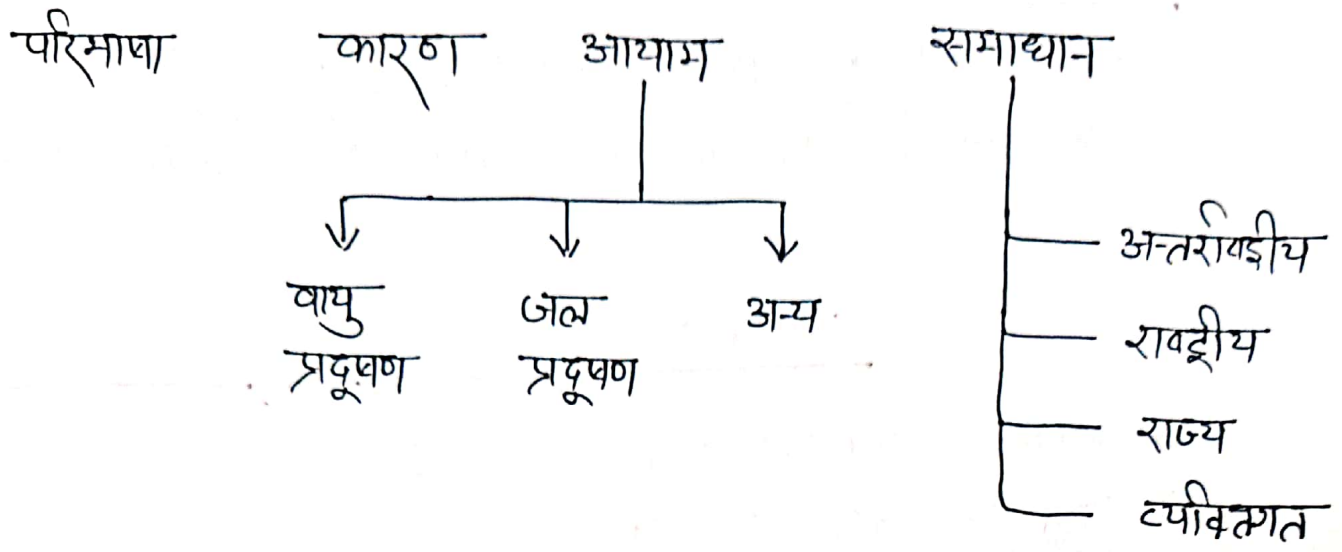 परिभाषा कारण आयाम समाधान
वायु प्रदूषण
जल प्रदूषण
अन्य
अन्तर्राष्ट्रीय
राष्ट्रीय
राज्य
व्यक्तिगत